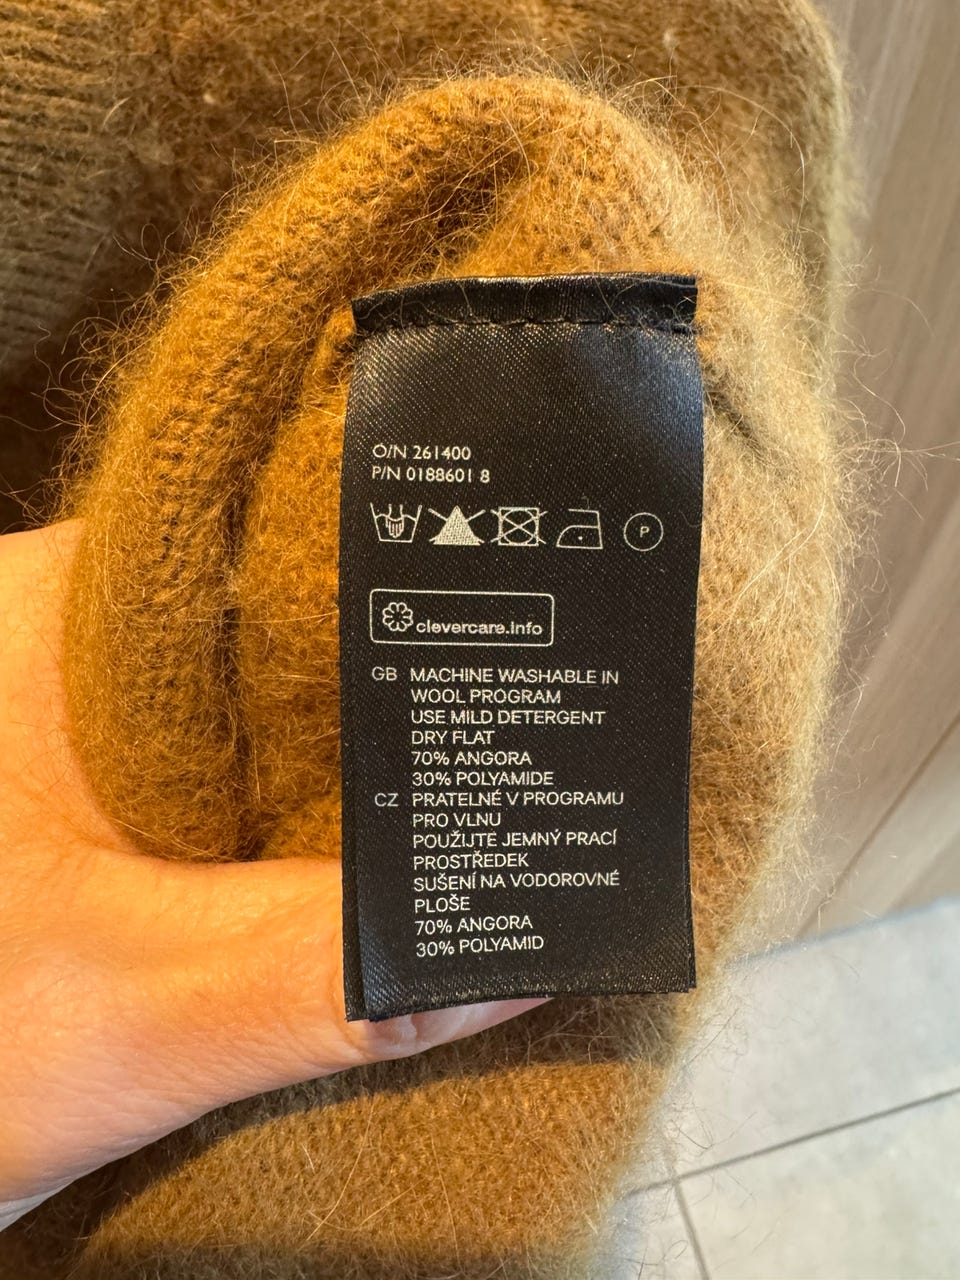 O/N 261400
P/N 0188601 8
P
clevercare.info
GB MACHINE WASHABLE IN
WOOL PROGRAM
USE MILD DETERGENT
DRY FLAT
70% ANGORA
30% POLYAMIDE
CZ PRATELNÉ V PROGRAMU
PRO VLNU
POUŽIJTE JEMNÝ PRACÍ
PROSTŘEDEK
SUŠENÍ NA VODOROVNÉ
PLOŠE
70% ANGORA
30% POLYAMID